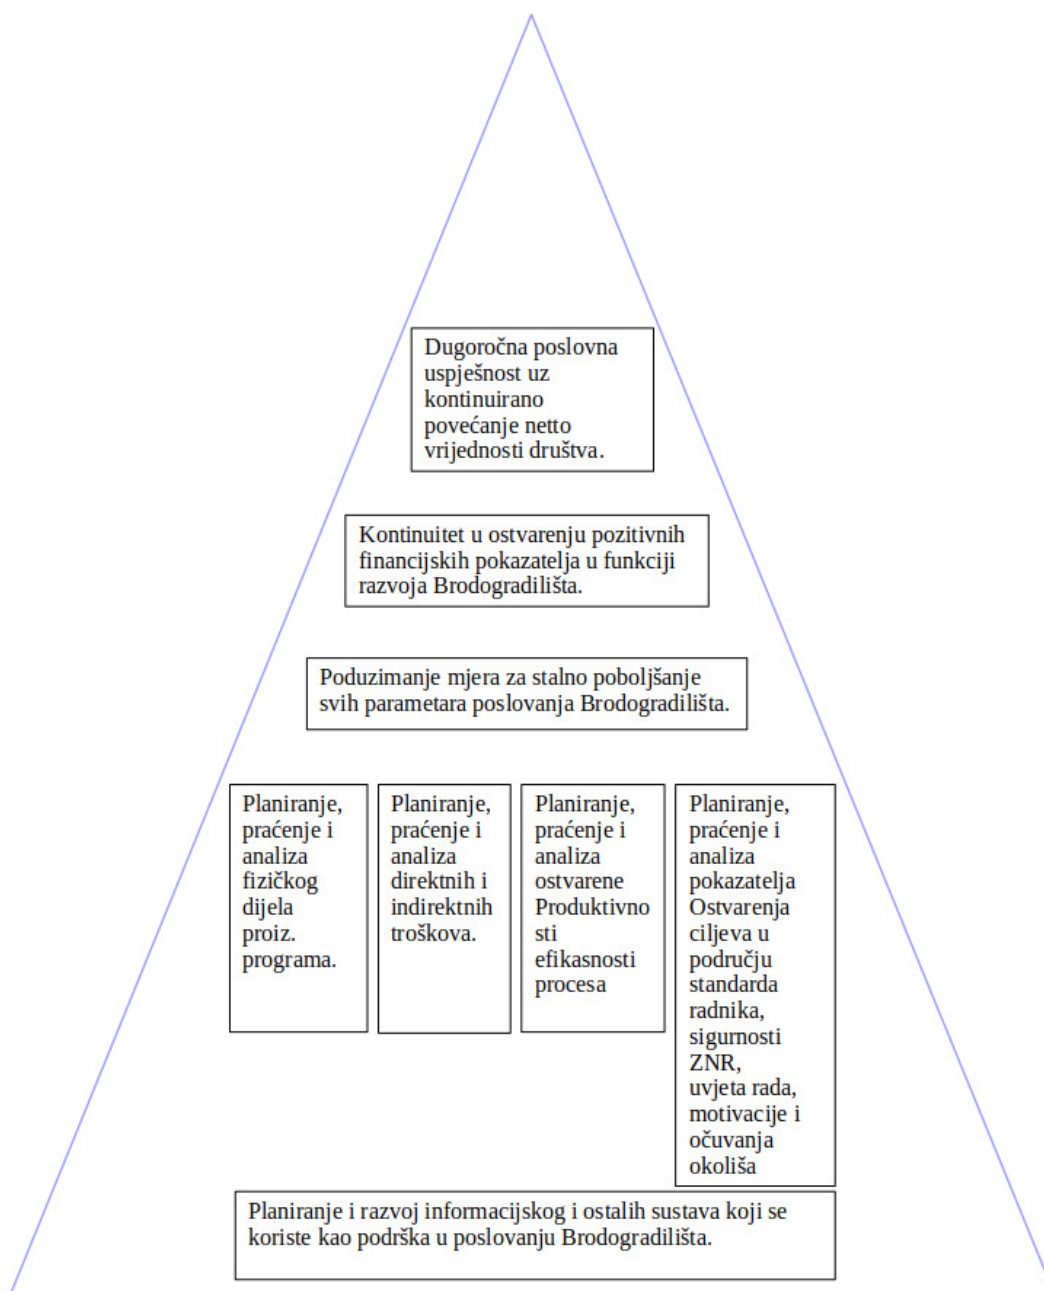 Dugoročna poslovna
uspješnost uz
kontinuirano
povećanje netto
vrijednosti društva.
Kontinuitet u ostvarenju pozitivnih
financijskih pokazatelja u funkciji
razvoja Brodogradilišta.
Poduzimanje mjera za stalno poboljšanje
svih parametara poslovanja Brodogradilišta.
Planiranje,
praćenje i
analiza
fizičkog
dijela
proiz.
programa.
Planiranje,
praćenje i
analiza
direktnih i
indirektnih
troškova.
Planiranje,
praćenje i
analiza
ostvarene
Produktivno
sti
efikasnosti
procesa
Planiranje,
praćenje i
analiza
pokazatelja
Ostvarenja
ciljeva u
području
standarda
radnika,
sigurnosti
ZNR,
uvjeta rada,
motivacije i
očuvanja
okoliša
Planiranje i razvoj informacijskog i ostalih sustava koji se
koriste kao podrška u poslovanju Brodogradilišta.